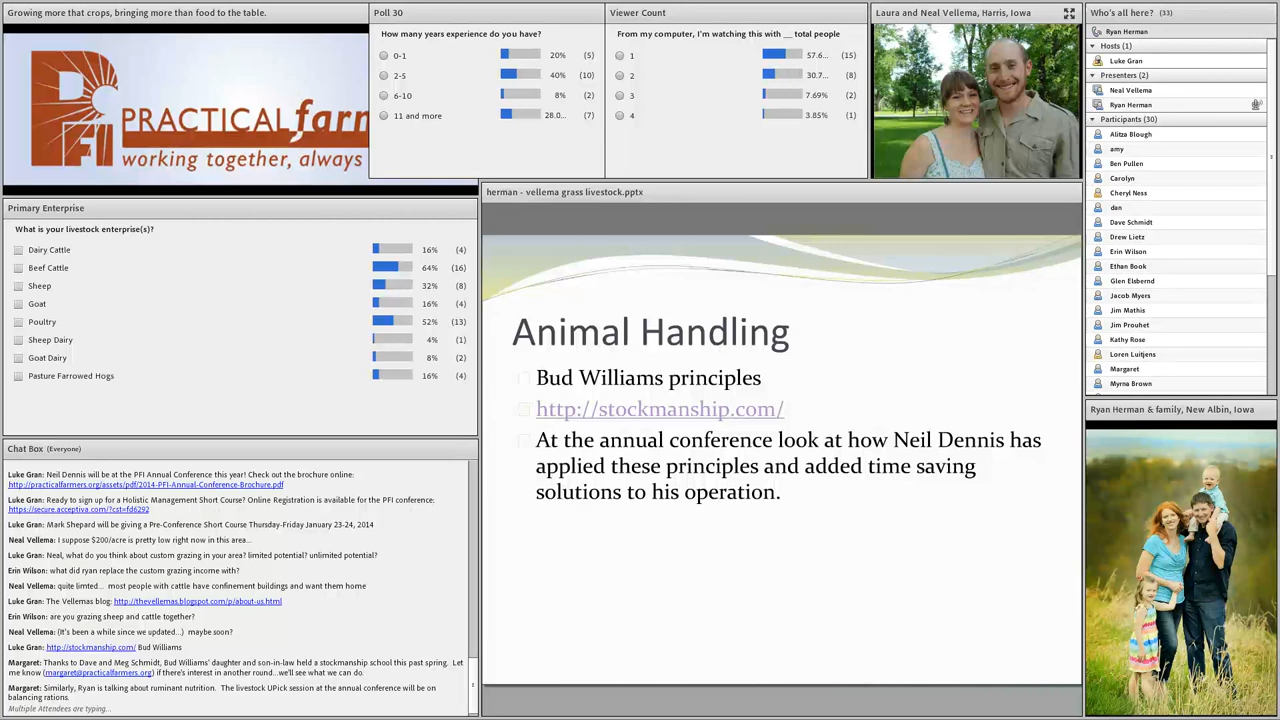 Growing more that crops, bringing more than food to the table.
PFI
PRACTICALfarm
working together, always
Poll 30
How many years experience do you have?
0-1 20% (5)
2-5 40% (10)
6-10 8% (2)
11 and more 28.0... (7)
Viewer Count
From my computer, I'm watching this with __ total people
1 57.6... (15)
2 30.7... (8)
3 7.69% (2)
4 3.85% (1)
Laura and Neal Vellema, Harris, Iowa
Who's all here? (33)
Ryan Herman
Hosts (1)
Luke Gran
Presenters (2)
Neal Vellema
Ryan Herman
Participants (30)
Alitza Blough
amy
Ben Pullen
Carolyn
Cheryl Ness
dan
Dave Schmidt
Drew Lietz
Erin Wilson
Ethan Book
Glen Elsbernd
Jacob Myers
Jim Mathis
Jim Prouhet
Kathy Rose
Loren Luitjens
Margaret
Myrna Brown
Primary Enterprise
What is your livestock enterprise(s)?
Dairy Cattle 16% (4)
Beef Cattle 64% (16)
Sheep 32% (8)
Goat 16% (4)
Poultry 52% (13)
Sheep Dairy 4% (1)
Goat Dairy 8% (2)
Pasture Farrowed Hogs 16% (4)
herman - vellema grass livestock.pptx
Animal Handling
Bud Williams principles
http://stockmanship.com/
At the annual conference look at how Neil Dennis has
applied these principles and added time saving
solutions to his operation.
Chat Box (Everyone)
Luke Gran: Neil Dennis will be at the PFI Annual Conference this year! Check out the brochure online:
http://practicalfarmers.org/assets/pdf/2014-PFI-Annual-Conference-Brochure.pdf
Luke Gran: Ready to sign up for a Holistic Management Short Course? Online Registration is available for the PFI conference:
https://secure.acceptiva.com/?cst=fd6292
Luke Gran: Mark Shepard will be giving a Pre-Conference Short Course Thursday-Friday January 23-24, 2014
Neal Vellema: I suppose $200/acre is pretty low right now in this area...
Luke Gran: Neal, what do you think about custom grazing in your area? limited potential? unlimited potential?
Erin Wilson: what did ryan replace the custom grazing income with?
Neal Vellema: quite limted... most people with cattle have confinement buildings and want them home
Luke Gran: The Vellemas blog: http://thevellemas.blogspot.com/p/about-us.html
Erin Wilson: are you grazing sheep and cattle together?
Neal Vellema: (It's been a while since we updated...) maybe soon?
Luke Gran: http://stockmanship.com/ Bud Williams
Margaret: Thanks to Dave and Meg Schmidt, Bud Williams' daughter and son-in-law held a stockmanship school this past spring. Let
me know (margaret@practicalfarmers.org) if there's interest in another round...we'll see what we can do.
Margaret: Similarly, Ryan is talking about ruminant nutrition. The livestock UPick session at the annual conference will be on
balancing rations.
Multiple Attendees are typing...
Ryan Herman & family, New Albin, Iowa